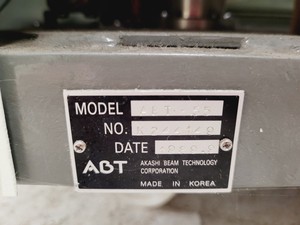 MODEL
NO.
DATE
ABT AKASHI BEAM TECHNOLOGY
CORPORATION
MADE IN KOREA